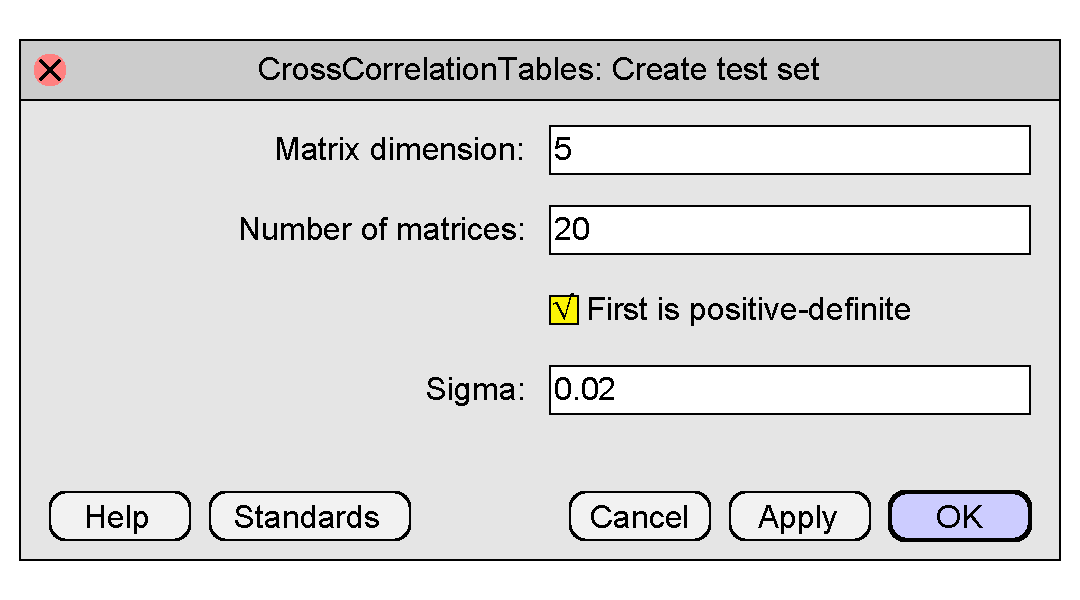 CrossCorrelationTables: Create test set
Matrix dimension: 5
Number of matrices: 20
√ First is positive-definite
Sigma: 0.02
Help Standards Cancel Apply OK